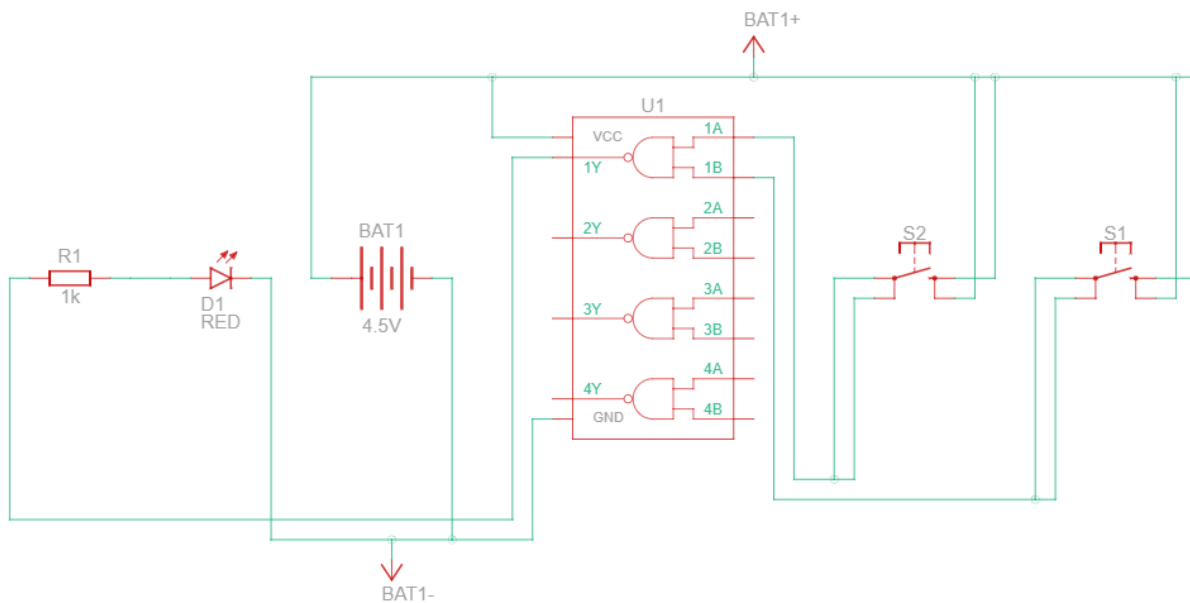 BAT1+
U1
VCC
1A
1Y
1B
2A
2Y
2B
BAT1
S2
S1
R1
1k
D1
RED
4.5V
3A
3Y
3B
4A
4Y
GND
4B
BAT1-